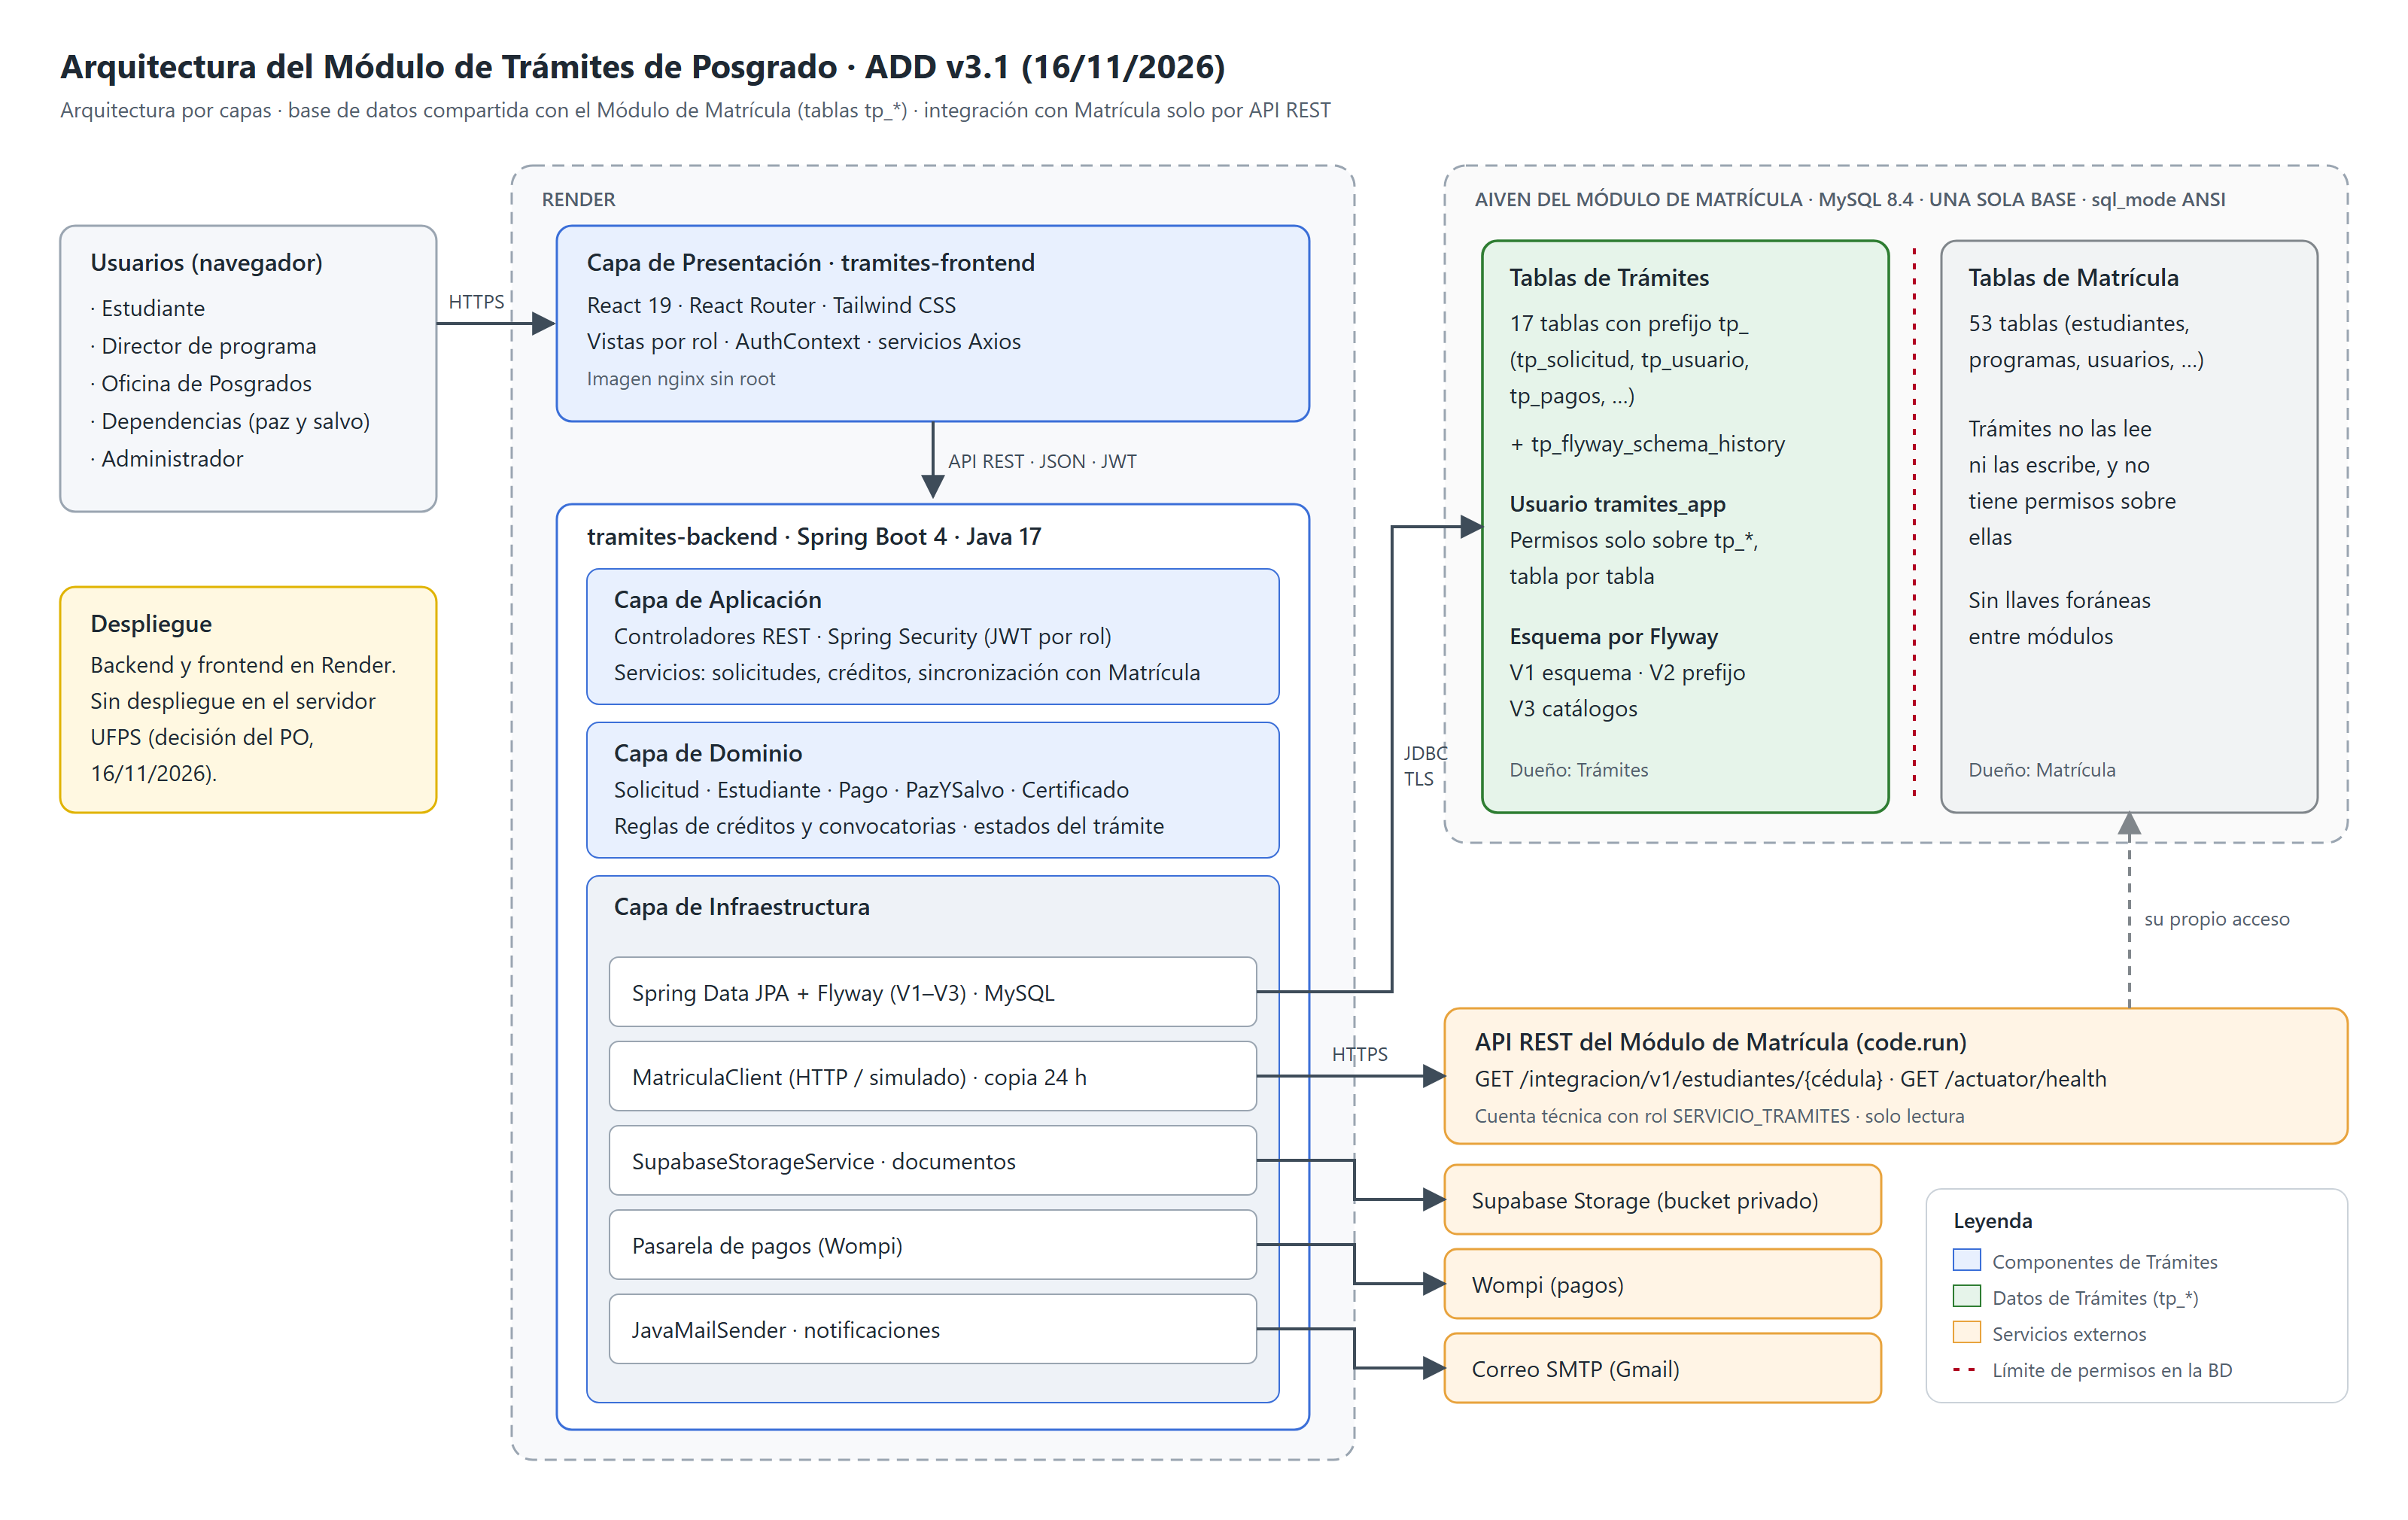 Arquitectura del Módulo de Trámites de Posgrado · ADD v3.1 (16/11/2026)
Arquitectura por capas · base de datos compartida con el Módulo de Matrícula (tablas tp_*) · integración con Matrícula solo por API REST
Usuarios (navegador)
· Estudiante
· Director de programa
· Oficina de Posgrados
· Dependencias (paz y salvo)
· Administrador
HTTPS
Despliegue
Backend y frontend en Render.
Sin despliegue en el servidor
UFPS (decisión del PO,
16/11/2026).
RENDER
Capa de Presentación · tramites-frontend
React 19 · React Router · Tailwind CSS
Vistas por rol · AuthContext · servicios Axios
Imagen nginx sin root
API REST · JSON · JWT
tramites-backend · Spring Boot 4 · Java 17
Capa de Aplicación
Controladores REST · Spring Security (JWT por rol)
Servicios: solicitudes, créditos, sincronización con Matrícula
Capa de Dominio
Solicitud · Estudiante · Pago · PazYSalvo · Certificado
Reglas de créditos y convocatorias · estados del trámite
Capa de Infraestructura
Spring Data JPA + Flyway (V1–V3) · MySQL
MatriculaClient (HTTP / simulado) · copia 24 h
SupabaseStorageService · documentos
Pasarela de pagos (Wompi)
JavaMailSender · notificaciones
JDBC
TLS
HTTPS
AIVEN DEL MÓDULO DE MATRÍCULA · MySQL 8.4 · UNA SOLA BASE · sql_mode ANSI
Tablas de Trámites
17 tablas con prefijo tp_
(tp_solicitud, tp_usuario,
tp_pagos, ...)
+ tp_flyway_schema_history
Usuario tramites_app
Permisos solo sobre tp_*,
tabla por tabla
Esquema por Flyway
V1 esquema · V2 prefijo
V3 catálogos
Dueño: Trámites
Tablas de Matrícula
53 tablas (estudiantes,
programas, usuarios, ...)
Trámites no las lee
ni las escribe, y no
tiene permisos sobre
ellas
Sin llaves foráneas
entre módulos
Dueño: Matrícula
su propio acceso
API REST del Módulo de Matrícula (code.run)
GET /integracion/v1/estudiantes/{cédula} · GET /actuator/health
Cuenta técnica con rol SERVICIO_TRAMITES · solo lectura
Supabase Storage (bucket privado)
Wompi (pagos)
Correo SMTP (Gmail)
Leyenda
Componentes de Trámites
Datos de Trámites (tp_*)
Servicios externos
Límite de permisos en la BD